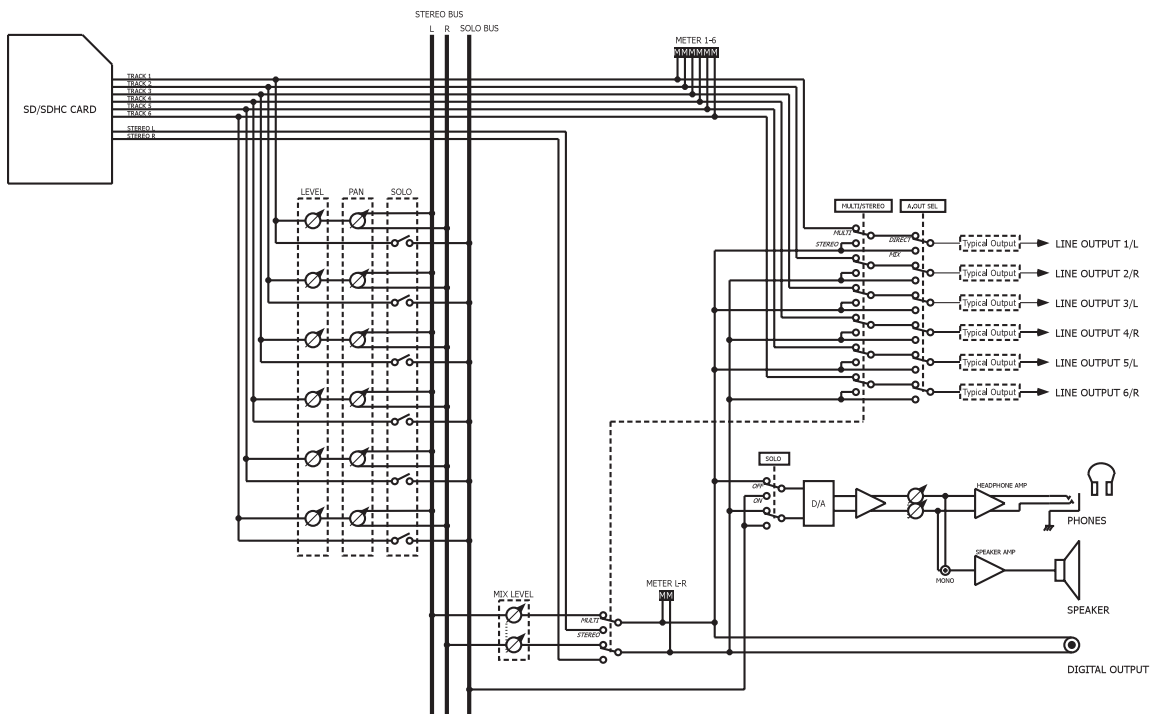 STEREO BUS
L R SOLO BUS
METER 1-6
MMMMMM
SD/SDHC CARD
TRACK 1
TRACK 2
TRACK 3
TRACK 4
TRACK 5
TRACK 6
STEREO L
STEREO R
LEVEL PAN SOLO
MULTI/STEREO A,OUT SEL
MULTI
STEREO
DIRECT
MIX
Typical Output LINE OUTPUT 1/L
Typical Output LINE OUTPUT 2/R
Typical Output LINE OUTPUT 3/L
Typical Output LINE OUTPUT 4/R
Typical Output LINE OUTPUT 5/L
Typical Output LINE OUTPUT 6/R
SOLO
OFF
ON
D/A
HEADPHONE AMP
PHONES
SPEAKER AMP
MONO
SPEAKER
METER L-R
MM
MIX LEVEL
MULTI
STEREO
DIGITAL OUTPUT